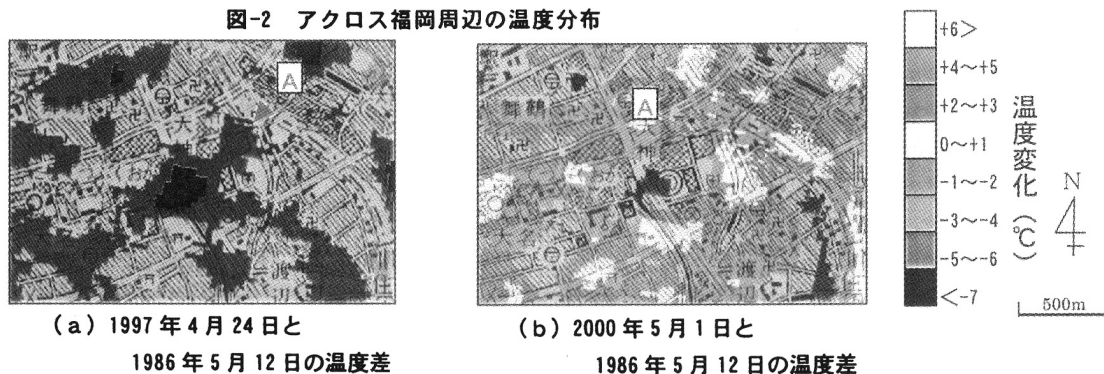 図-2 アクロス福岡周辺の温度分布
A
大
A
舞鶴
+6>
+4～+5
+2～+3
0～+1
-1～-2
-3～-4
-5～-6
<-7
温度変化（℃）
N
500m
（a）1997年4月24日と
1986年5月12日の温度差
（b）2000年5月1日と
1986年5月12日の温度差